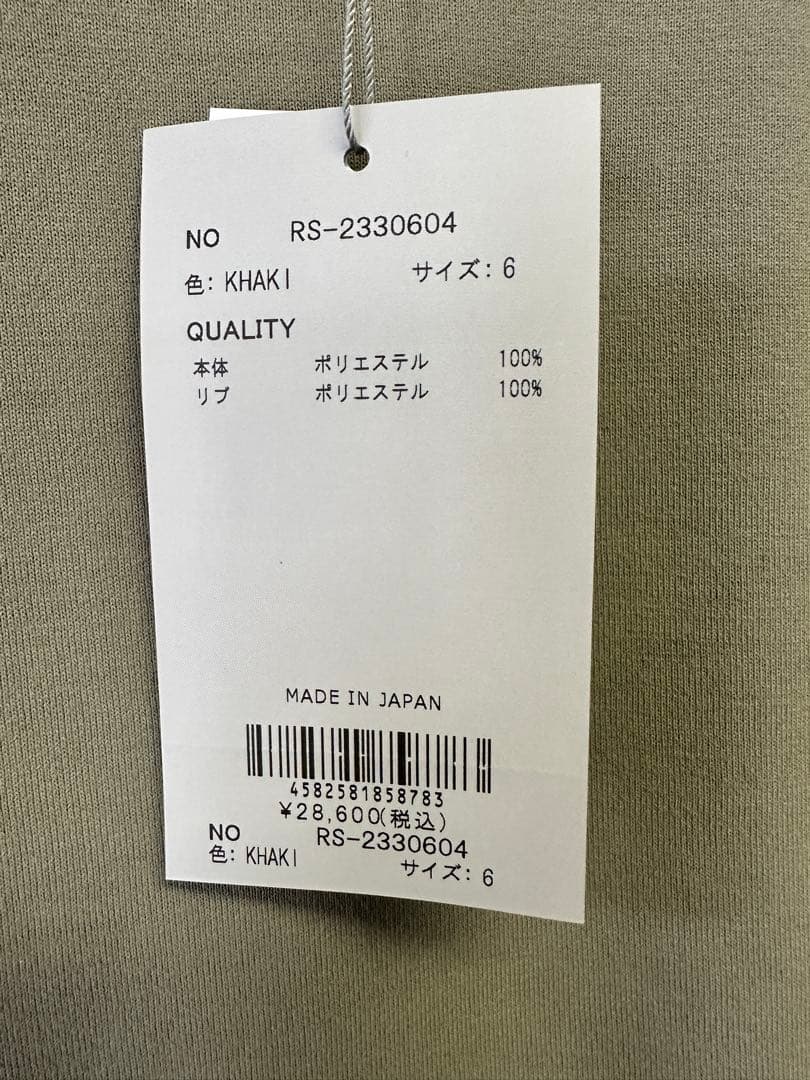 NO RS-2330604
色: KHAKI サイズ: 6
QUALITY
本体 ポリエステル 100%
リブ ポリエステル 100%
MADE IN JAPAN
4582581858783
¥28,600(税込)
NO RS-2330604
色: KHAKI サイズ: 6